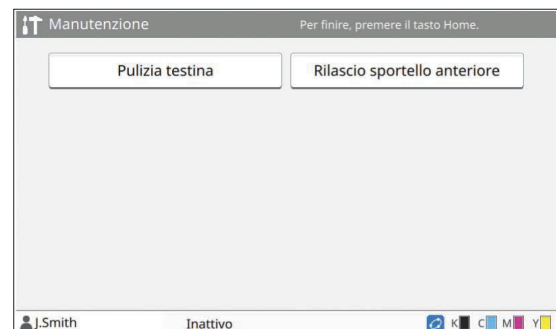 Manutenzione Per finire, premere il tasto Home.
Pulizia testina Rilascio sportello anteriore
J.Smith Inattivo K C M Y